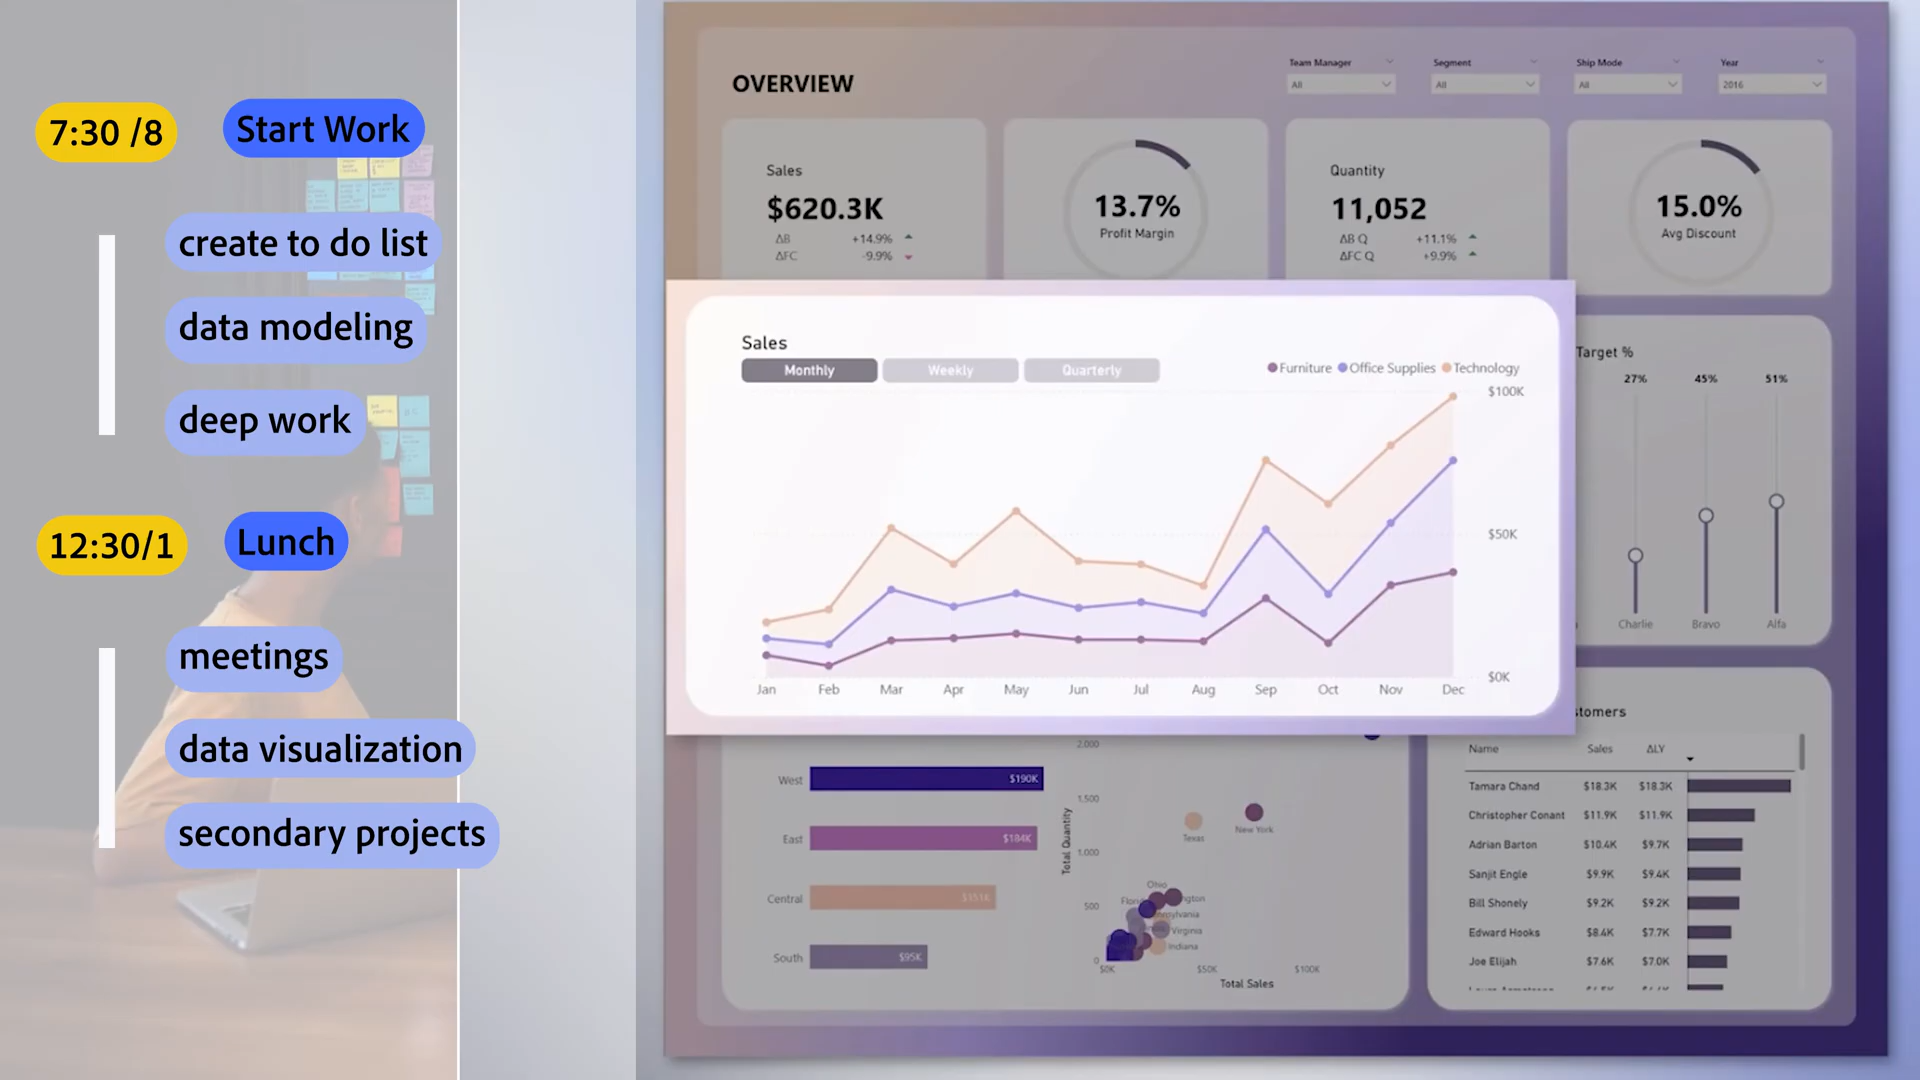 7:30 /8
Start Work
create to do list
data modeling
deep work
12:30/1
Lunch
meetings
data visualization
secondary projects
OVERVIEW
Team Manager
All
Segment
All
Ship Mode
All
Year
2016
Sales
$620.3K
ΔB +14.9%
ΔFC -9.9%
13.7%
Profit Margin
Quantity
11,052
ΔB Q +11.1%
ΔFC Q +9.9%
15.0%
Avg Discount
Sales
Monthly Weekly Quarterly
Furniture Office Supplies Technology
$100K
$50K
$0K
Jan Feb Mar Apr May Jun Jul Aug Sep Oct Nov Dec
Target %
27% 45% 51%
Charlie Bravo Alfa
West $190K
East $184K
Central $151K
South $95K
Total Quantity
2,000
1,500
1,000
500
0
Texas
New York
Ohio
Virginia
Indiana
$0K $50K $100K
Total Sales
stomers
Name Sales ΔLY
Tamara Chand $18.3K $18.3K
Christopher Conant $11.9K $11.9K
Adrian Barton $10.4K $9.7K
Sanjit Engle $9.9K $9.4K
Bill Shonely $9.2K $9.2K
Edward Hooks $8.4K $7.7K
Joe Elijah $7.6K $7.0K